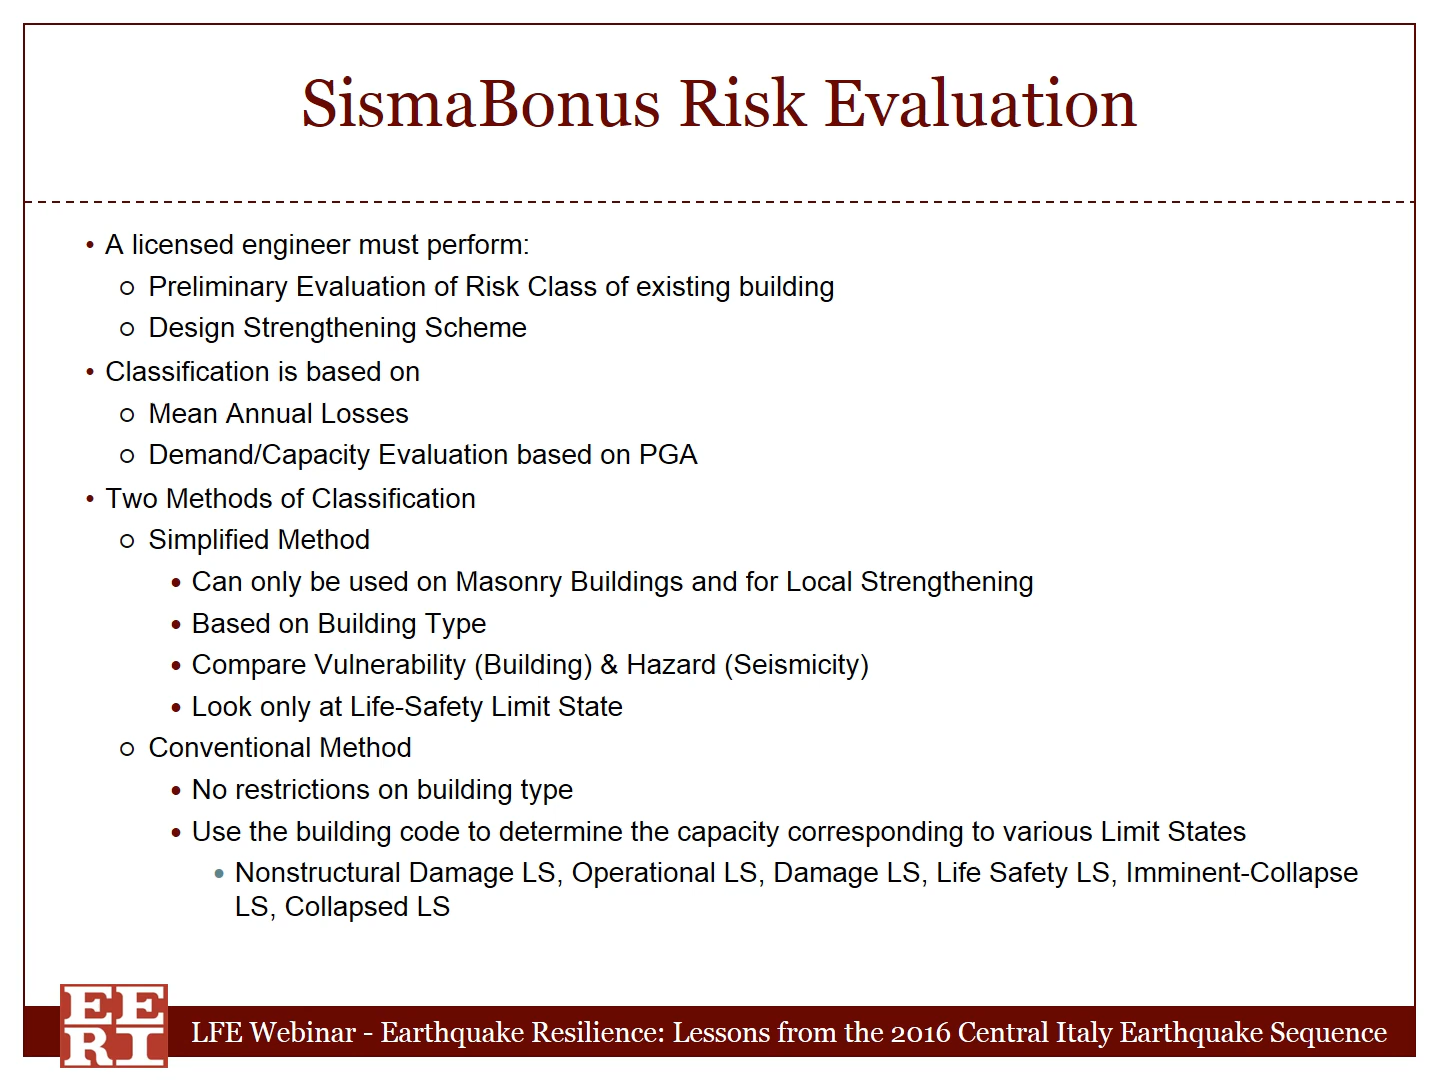 SismaBonus Risk Evaluation
• A licensed engineer must perform:
○ Preliminary Evaluation of Risk Class of existing building
○ Design Strengthening Scheme
• Classification is based on
○ Mean Annual Losses
○ Demand/Capacity Evaluation based on PGA
• Two Methods of Classification
○ Simplified Method
• Can only be used on Masonry Buildings and for Local Strengthening
• Based on Building Type
• Compare Vulnerability (Building) & Hazard (Seismicity)
• Look only at Life-Safety Limit State
○ Conventional Method
• No restrictions on building type
• Use the building code to determine the capacity corresponding to various Limit States
• Nonstructural Damage LS, Operational LS, Damage LS, Life Safety LS, Imminent-Collapse
LS, Collapsed LS
EE
RI
LFE Webinar - Earthquake Resilience: Lessons from the 2016 Central Italy Earthquake Sequence